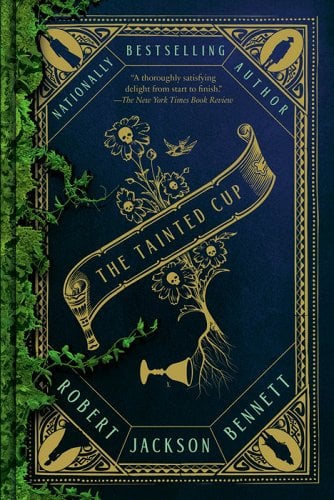 NATIONALLY
BESTSELLING
AUTHOR
"A thoroughly satisfying
delight from start to finish."
—The New York Times Book Review
THE TAINTED CUP
ROBERT
JACKSON
BENNETT